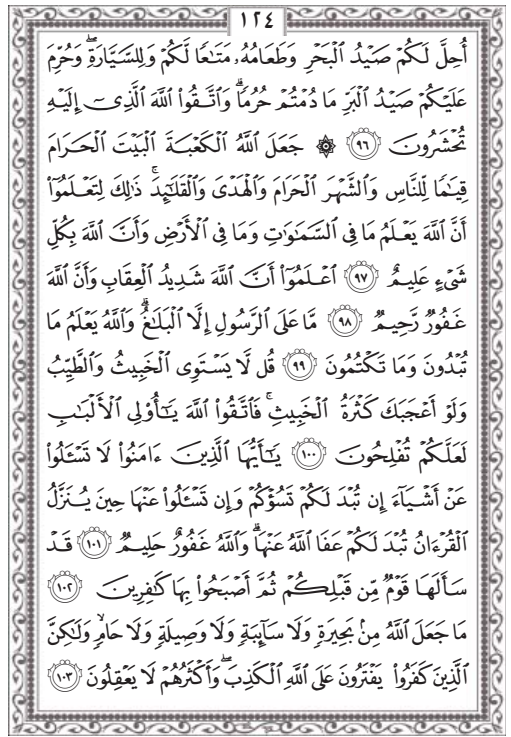 ١٢٤
أُحِلَّ لَكُمْ صَيْدُ ٱلْبَحْرِ وَطَعَامُهُۥ مَتَٰعًا لَّكُمْ وَلِلسَّيَّارَةِۖ وَحُرِّمَ
عَلَيْكُمْ صَيْدُ ٱلْبَرِّ مَا دُمْتُمْ حُرُمًاۗ وَٱتَّقُوا۟ ٱللَّهَ ٱلَّذِىٓ إِلَيْهِ
تُحْشَرُونَ ٩٦ ۞ جَعَلَ ٱللَّهُ ٱلْكَعْبَةَ ٱلْبَيْتَ ٱلْحَرَامَ
قِيَٰمًا لِّلنَّاسِ وَٱلشَّهْرَ ٱلْحَرَامَ وَٱلْهَدْىَ وَٱلْقَلَٰٓئِدَۚ ذَٰلِكَ لِتَعْلَمُوٓا۟
أَنَّ ٱللَّهَ يَعْلَمُ مَا فِى ٱلسَّمَٰوَٰتِ وَمَا فِى ٱلْأَرْضِ وَأَنَّ ٱللَّهَ بِكُلِّ
شَىْءٍ عَلِيمٌ ٩٧ ٱعْلَمُوٓا۟ أَنَّ ٱللَّهَ شَدِيدُ ٱلْعِقَابِ وَأَنَّ ٱللَّهَ
غَفُورٌ رَّحِيمٌ ٩٨ مَّا عَلَى ٱلرَّسُولِ إِلَّا ٱلْبَلَٰغُۗ وَٱللَّهُ يَعْلَمُ مَا
تُبْدُونَ وَمَا تَكْتُمُونَ ٩٩ قُل لَّا يَسْتَوِى ٱلْخَبِيثُ وَٱلطَّيِّبُ
وَلَوْ أَعْجَبَكَ كَثْرَةُ ٱلْخَبِيثِۚ فَٱتَّقُوا۟ ٱللَّهَ يَٰٓأُو۟لِى ٱلْأَلْبَٰبِ
لَعَلَّكُمْ تُفْلِحُونَ ١٠٠ يَٰٓأَيُّهَا ٱلَّذِينَ ءَامَنُوا۟ لَا تَسْـَٔلُوا۟
عَنْ أَشْيَآءَ إِن تُبْدَ لَكُمْ تَسُؤْكُمْ وَإِن تَسْـَٔلُوا۟ عَنْهَا حِينَ يُنَزَّلُ
ٱلْقُرْءَانُ تُبْدَ لَكُمْ عَفَا ٱللَّهُ عَنْهَاۗ وَٱللَّهُ غَفُورٌ حَلِيمٌ ١٠١ قَدْ
سَأَلَهَا قَوْمٌ مِّن قَبْلِكُمْ ثُمَّ أَصْبَحُوا۟ بِهَا كَٰفِرِينَ ١٠٢
مَا جَعَلَ ٱللَّهُ مِنۢ بَحِيرَةٍ وَلَا سَآئِبَةٍ وَلَا وَصِيلَةٍ وَلَا حَامٍۙ وَلَٰكِنَّ
ٱلَّذِينَ كَفَرُوا۟ يَفْتَرُونَ عَلَى ٱللَّهِ ٱلْكَذِبَۖ وَأَكْثَرُهُمْ لَا يَعْقِلُونَ ١٠٣